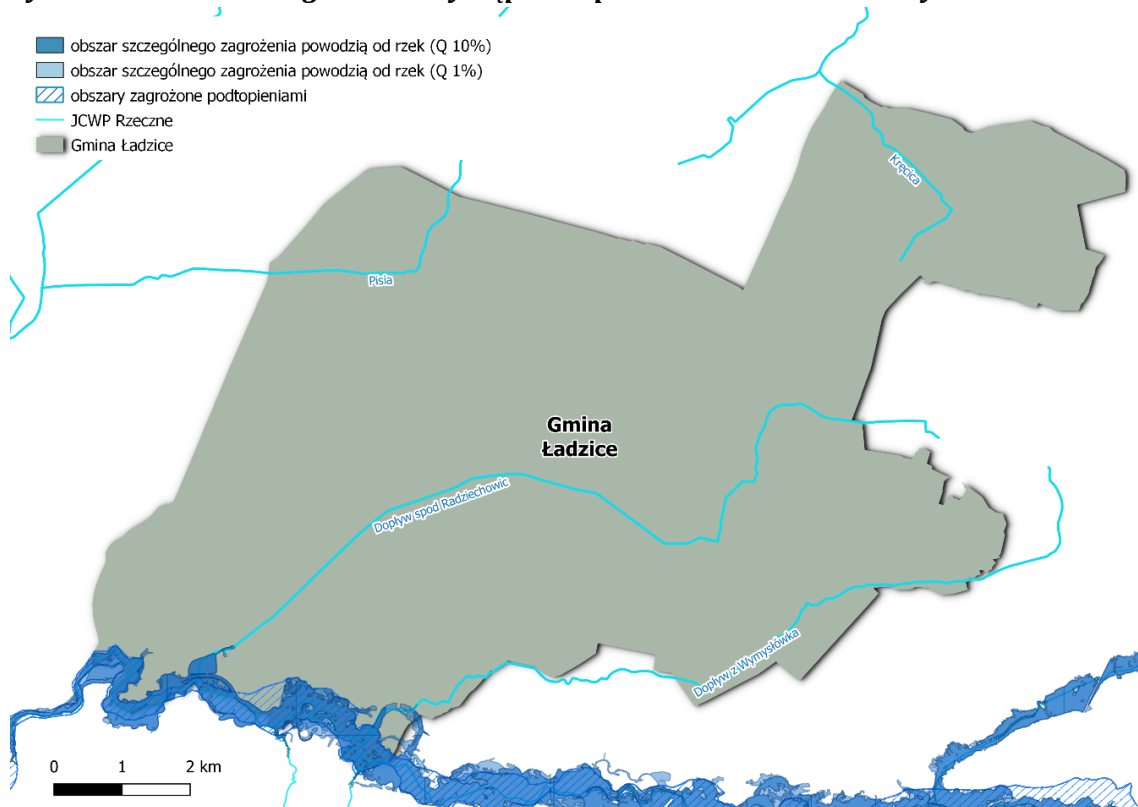 obszar szczególnego zagrożenia powodzią od rzek (Q 10%)
obszar szczególnego zagrożenia powodzią od rzek (Q 1%)
obszary zagrożone podtopieniami
JCWP Rzeczne
Gmina Ładzice
Kręcica
Pisia
Gmina
Ładzice
Dopływ spod Radziechowic
Dopływ z Wymysłówka
0 1 2 km